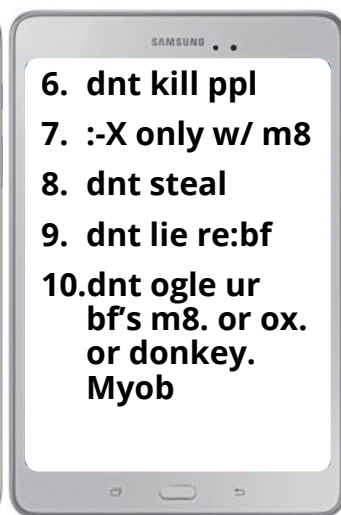 SAMSUNG
6. dnt kill ppl
7. :-X only w/ m8
8. dnt steal
9. dnt lie re:bf
10.dnt ogle ur
bf’s m8. or ox.
or donkey.
Myob